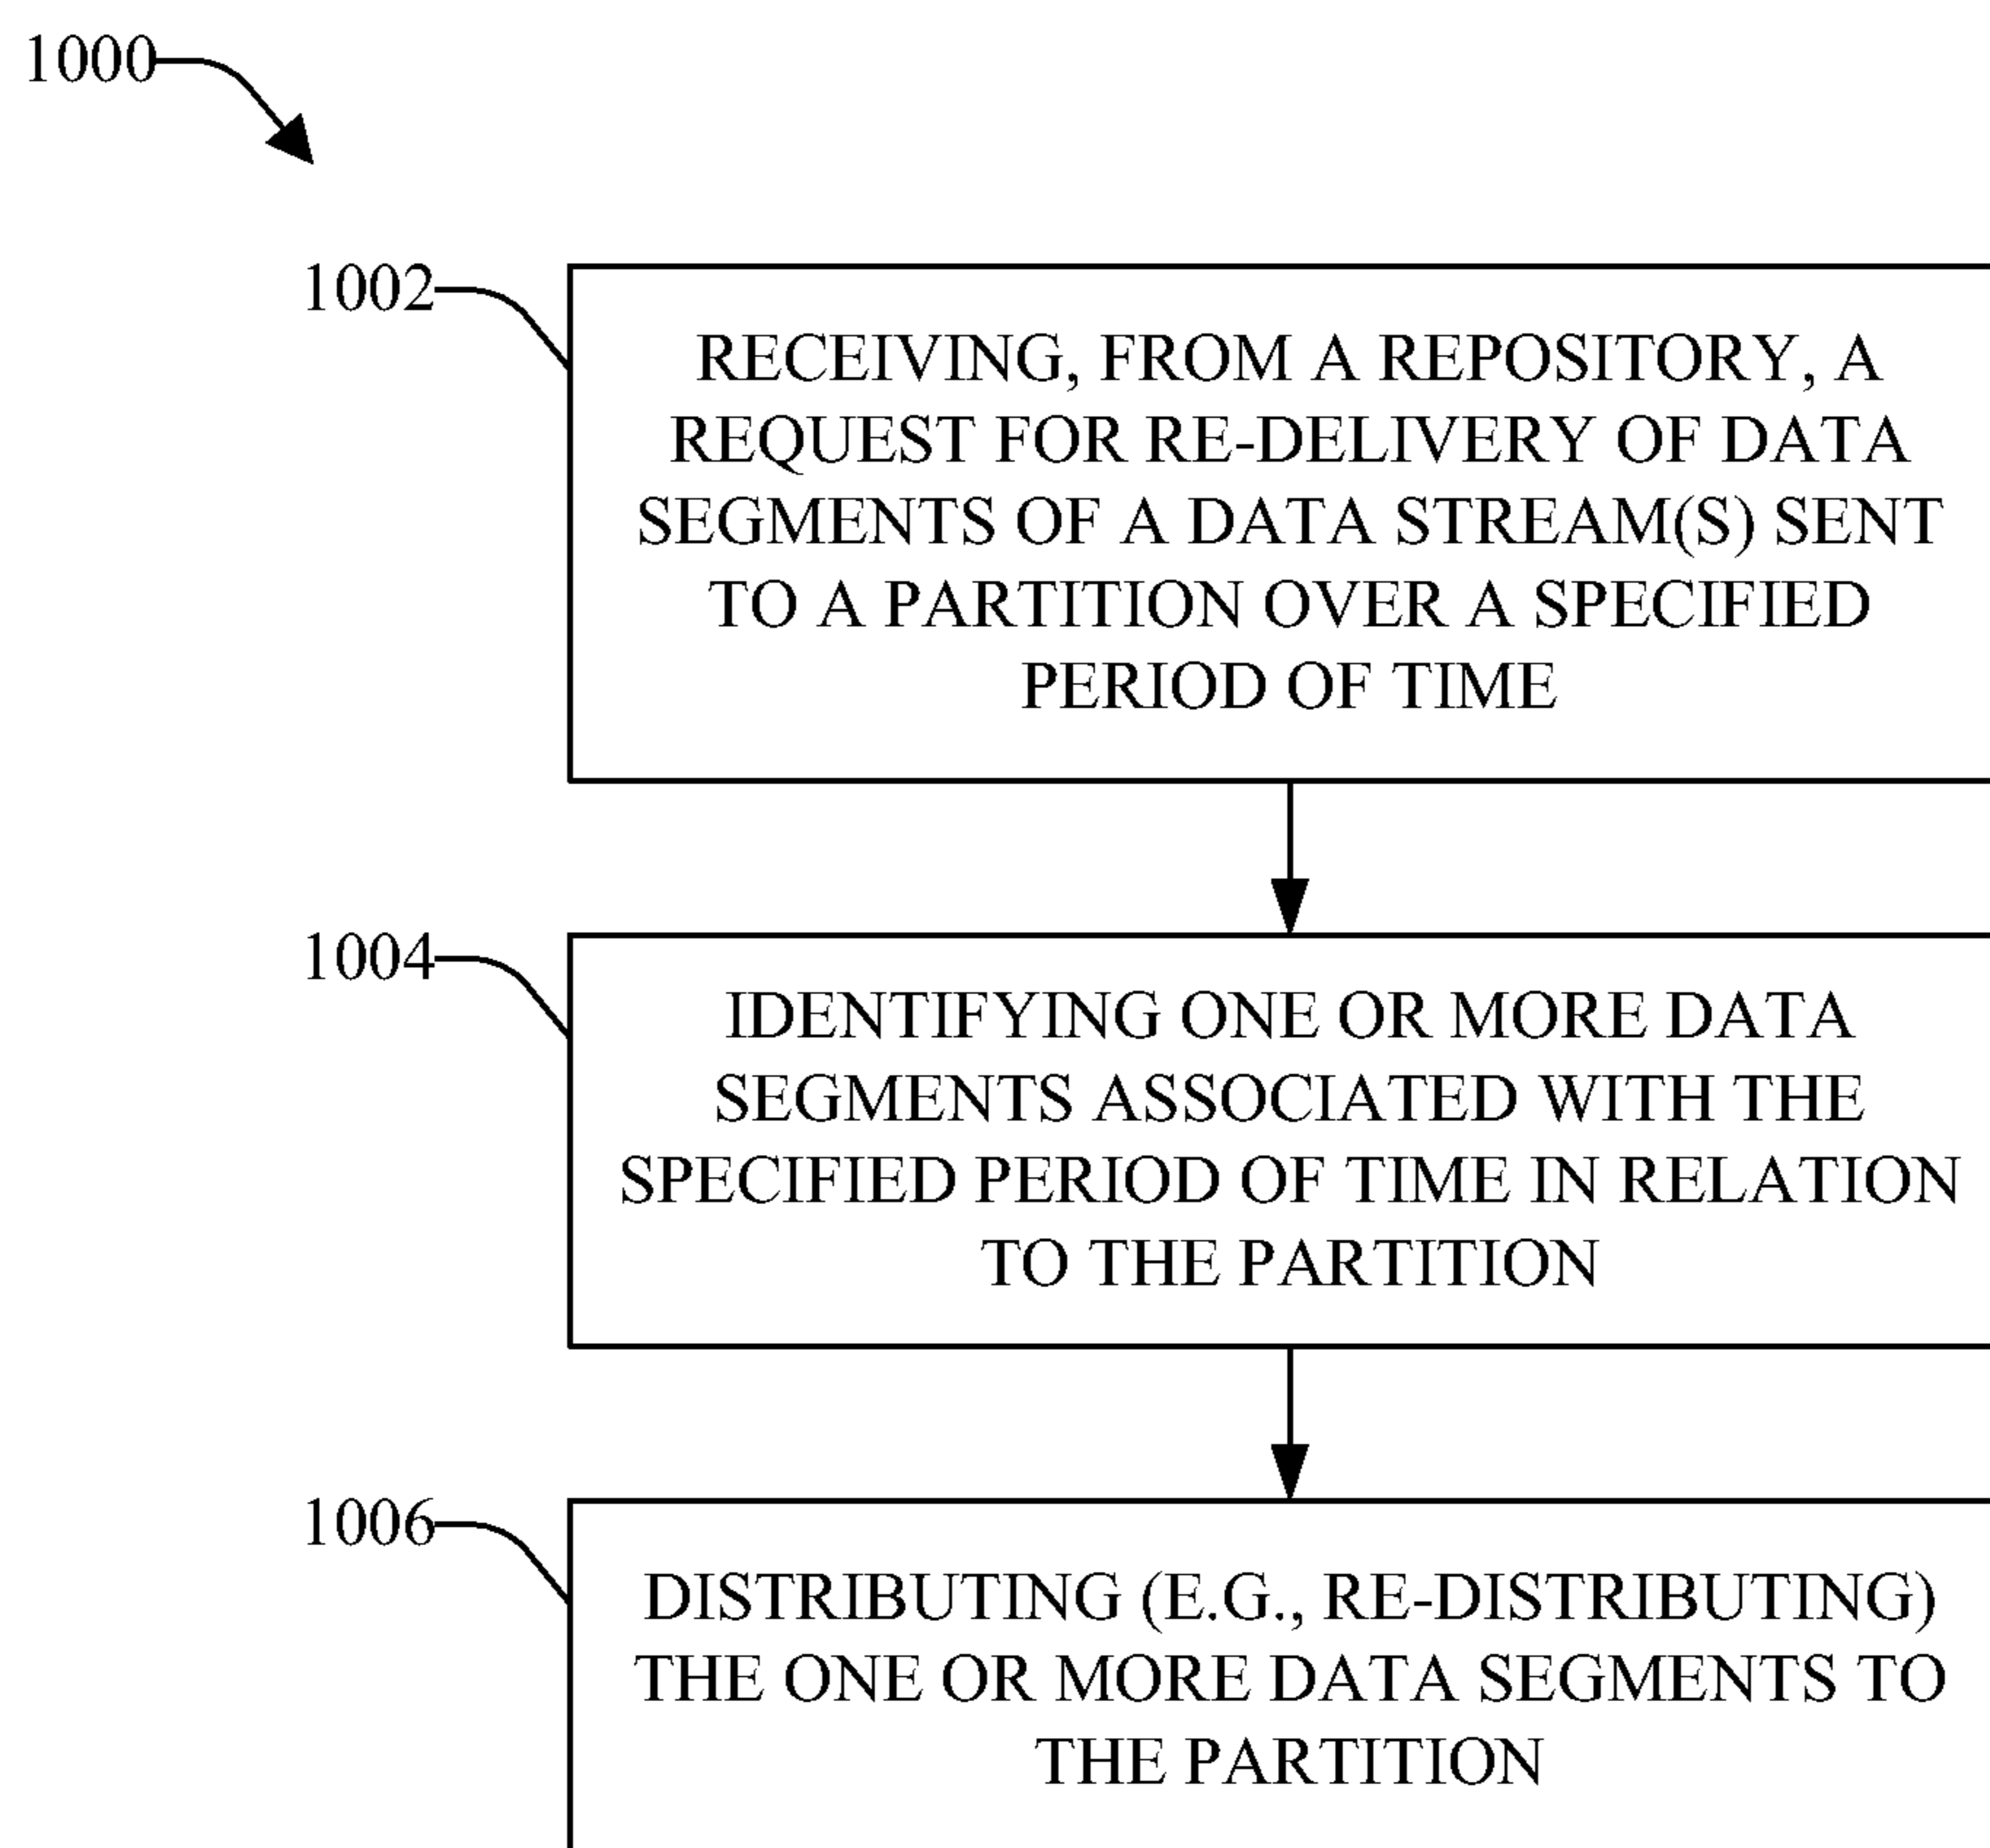 1000
1002
RECEIVING, FROM A REPOSITORY, A
REQUEST FOR RE-DELIVERY OF DATA
SEGMENTS OF A DATA STREAM(S) SENT
TO A PARTITION OVER A SPECIFIED
PERIOD OF TIME
1004
IDENTIFYING ONE OR MORE DATA
SEGMENTS ASSOCIATED WITH THE
SPECIFIED PERIOD OF TIME IN RELATION
TO THE PARTITION
1006
DISTRIBUTING (E.G., RE-DISTRIBUTING)
THE ONE OR MORE DATA SEGMENTS TO
THE PARTITION